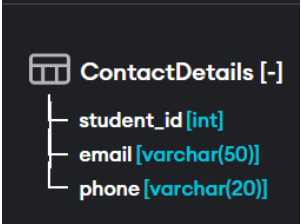 ContactDetails [-]
student_id [int]
email [varchar(50)]
phone [varchar(20)]